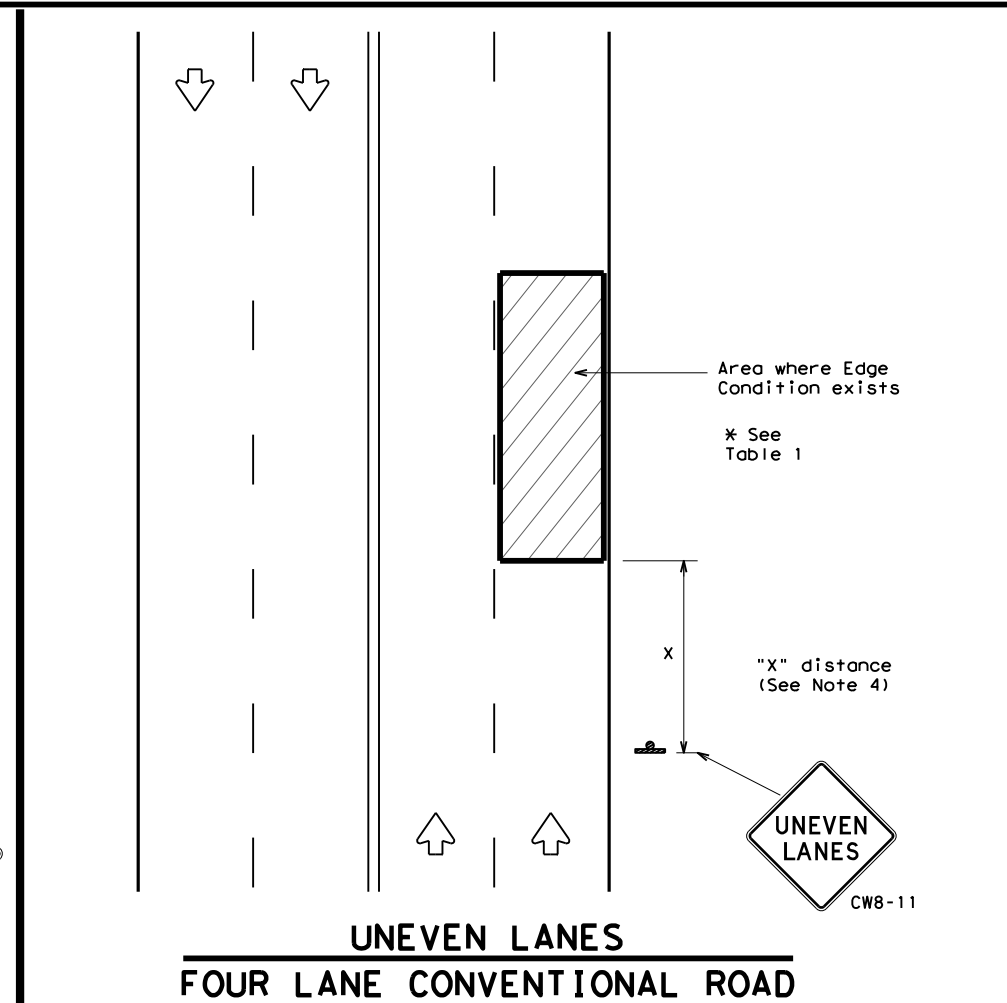 Area where Edge
Condition exists
* See
Table 1
X
"X" distance
(See Note 4)
UNEVEN
LANES
CW8-11
UNEVEN LANES
FOUR LANE CONVENTIONAL ROAD